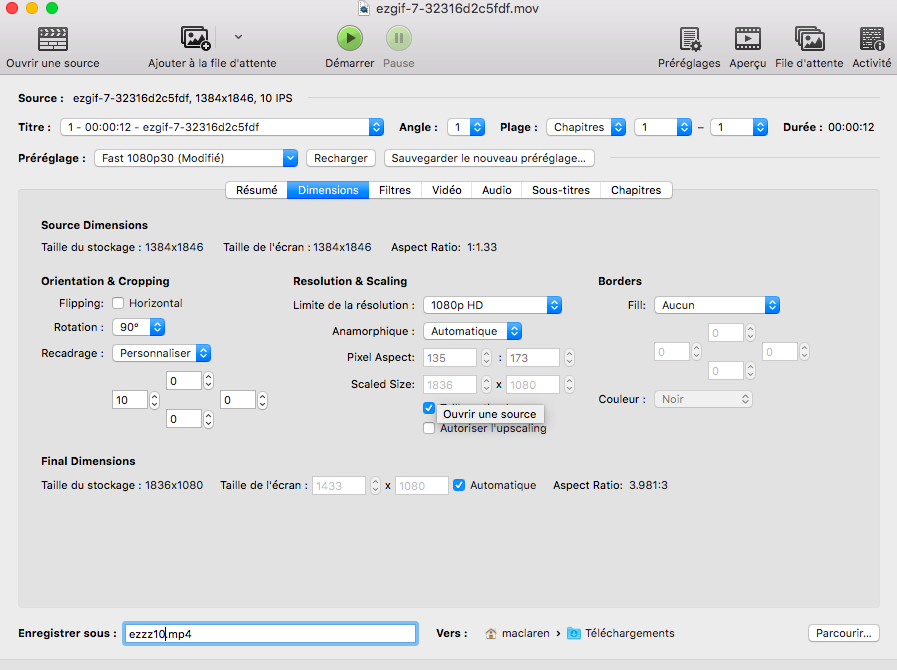 ezgif-7-32316d2c5fdf.mov
Ouvrir une source Ajouter à la file d'attente Démarrer Pause Préréglages Aperçu File d'attente Activité
Source : ezgif-7-32316d2c5fdf, 1384x1846, 10 IPS
Titre : 1 - 00:00:12 - ezgif-7-32316d2c5fdf Angle : 1 Plage : Chapitres 1 – 1 Durée : 00:00:12
Préréglage : Fast 1080p30 (Modifié) Recharger Sauvegarder le nouveau préréglage...
Résumé Dimensions Filtres Vidéo Audio Sous-titres Chapitres
Source Dimensions
Taille du stockage : 1384x1846 Taille de l'écran : 1384x1846 Aspect Ratio: 1:1.33
Orientation & Cropping Resolution & Scaling Borders
Flipping: Horizontal Limite de la résolution : 1080p HD Fill: Aucun
Rotation : 90° Anamorphique : Automatique 0
Recadrage : Personnaliser Pixel Aspect: 135 : 173 0 0
0 Scaled Size: 1836 x 1080 0
10 0 Couleur : Noir
0 Ouvrir une source
Autoriser l'upscaling
Final Dimensions
Taille du stockage : 1836x1080 Taille de l'écran : 1433 x 1080 Automatique Aspect Ratio: 3.981:3
Enregistrer sous : ezzz10.mp4 Vers : maclaren › Téléchargements Parcourir...